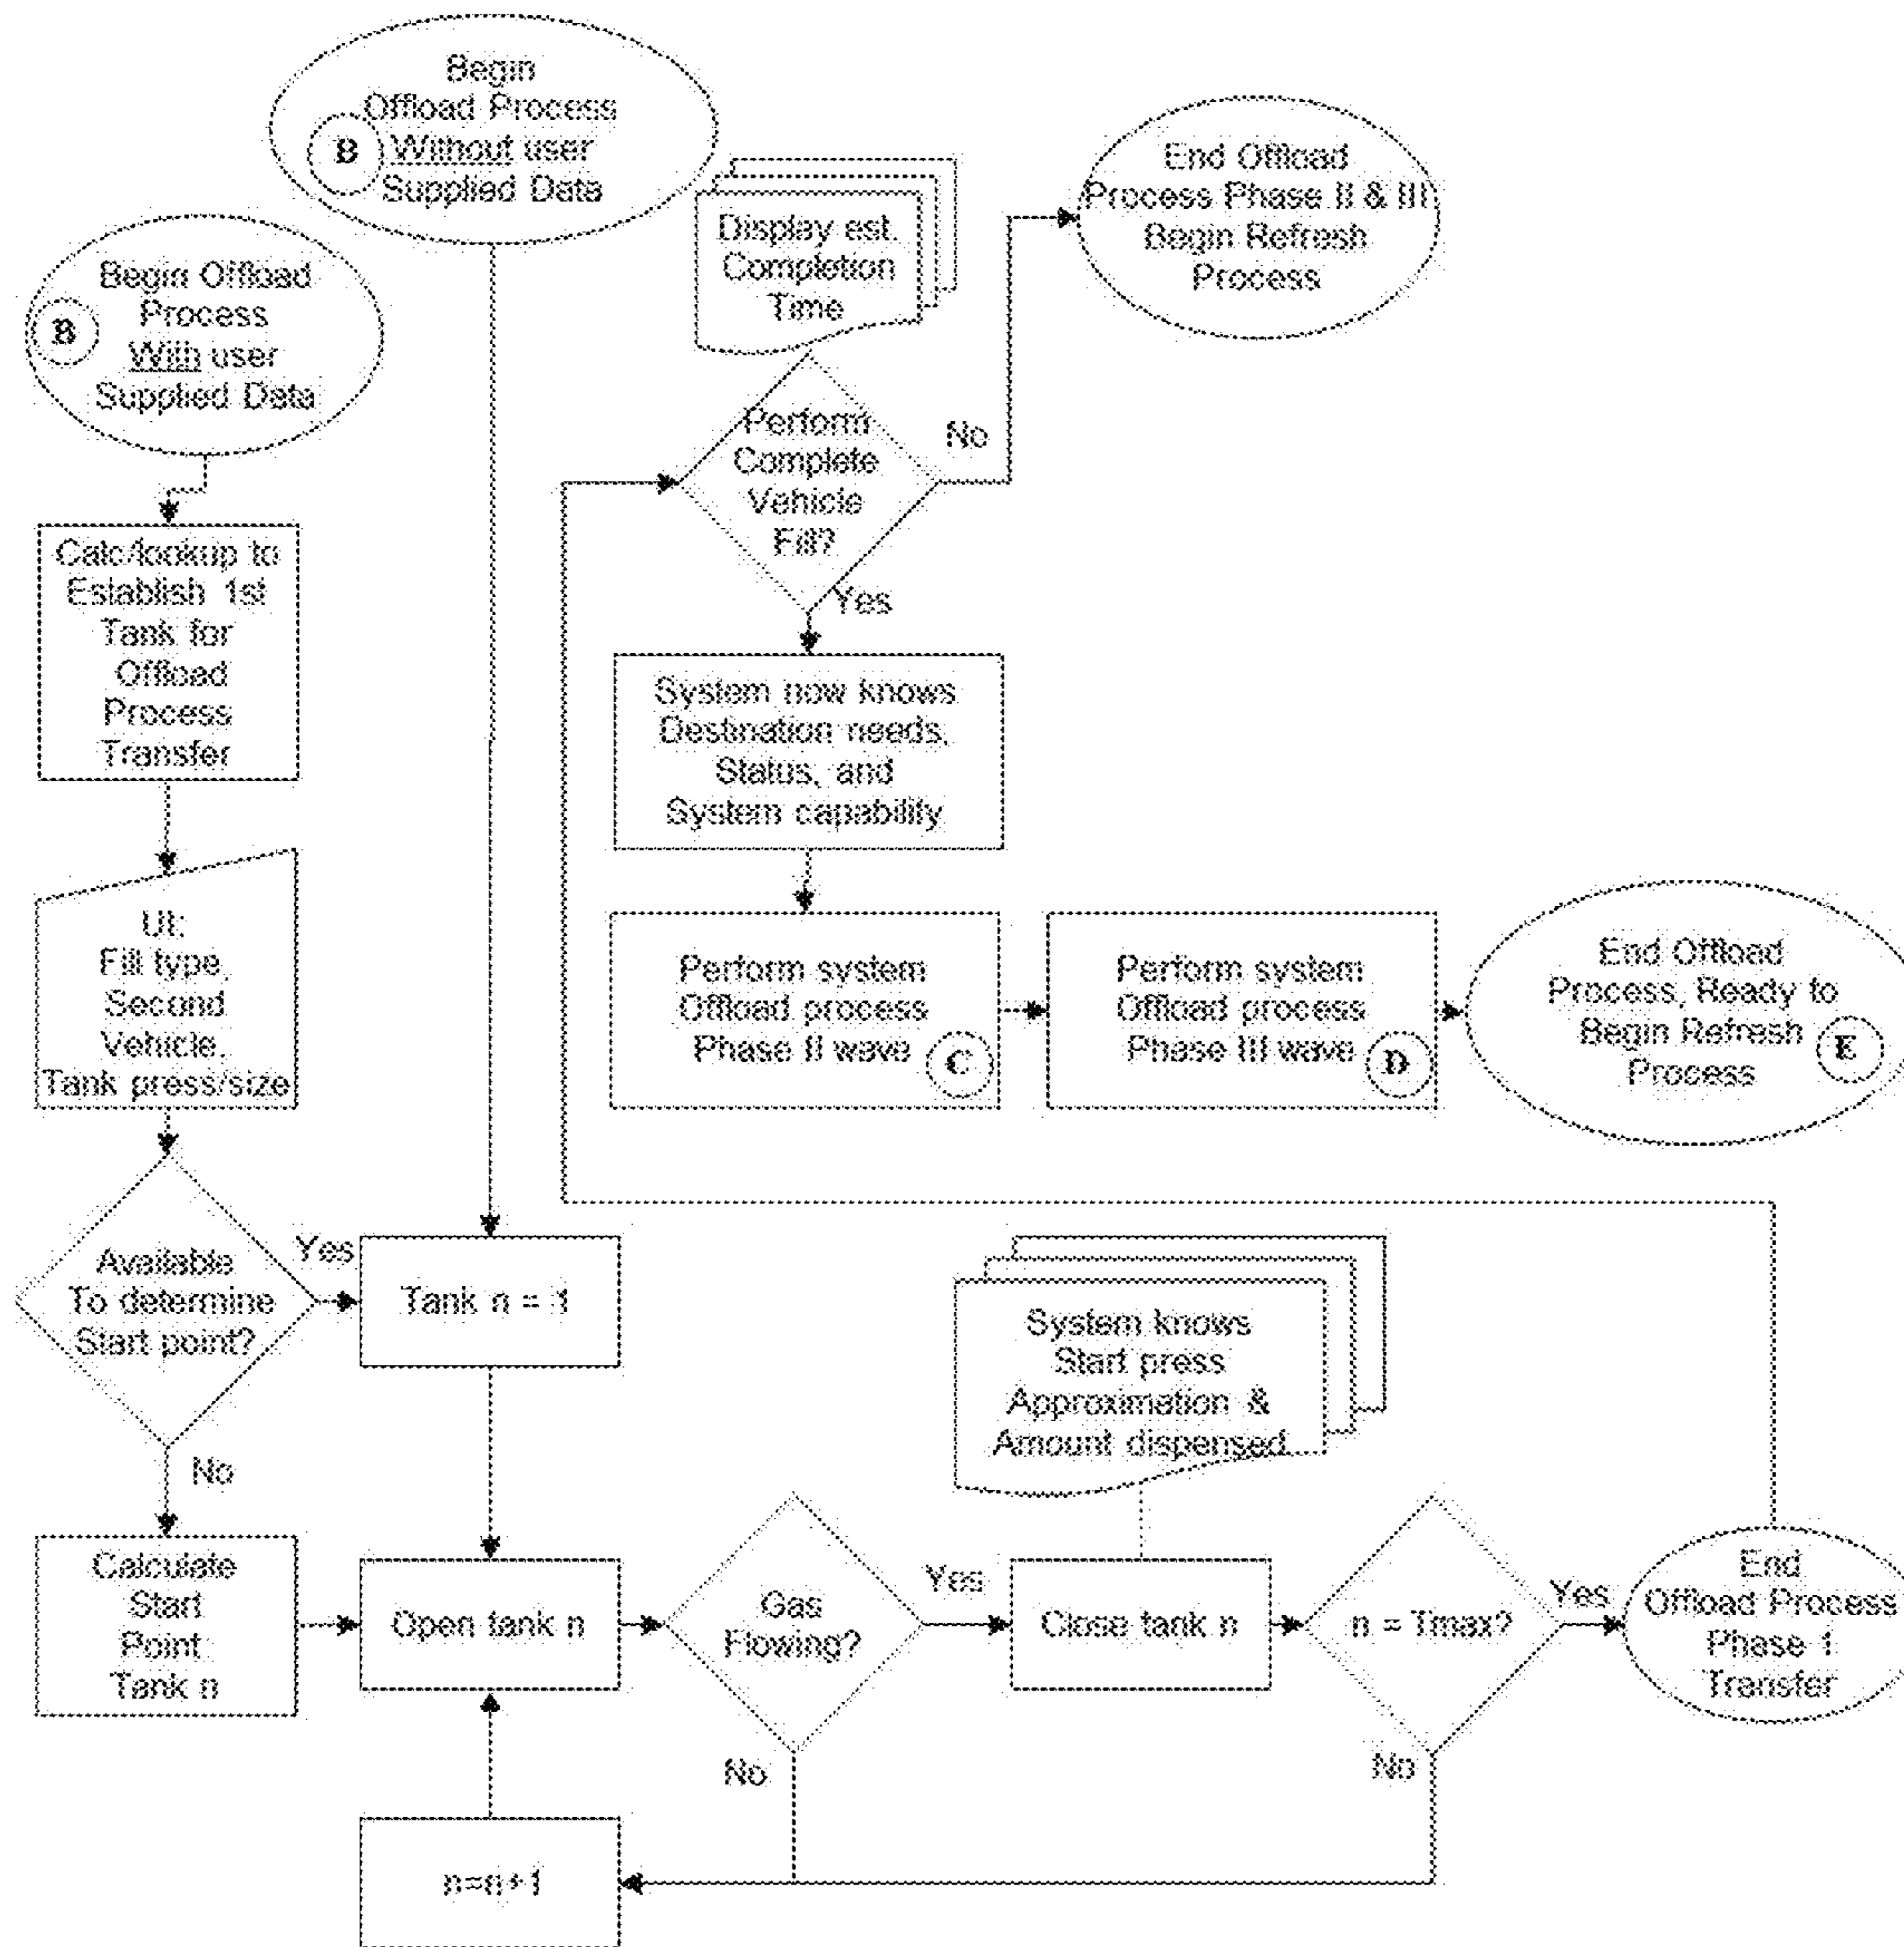 Begin
Offload Process
B
Without user
Supplied Data
Begin Offload
Process
B
With user
Supplied Data
Display est.
Completion
Time
End Offload
Process Phase II & III
Begin Refresh
Process
Perform
Complete
Vehicle
Fill?
No
Yes
Calc/lookup to
Establish 1st
Tank for
Offload
Process
Transfer
System now knows
Destination needs,
Status, and
System capability
UI:
Fill type,
Second
Vehicle,
Tank press/size
Perform system
Offload process
Phase II wave
C
Perform system
Offload process
Phase III wave
D
End Offload
Process, Ready to
Begin Refresh
Process
E
Available
To determine
Start point?
Yes
No
Tank n = 1
System knows
Start press
Approximation &
Amount dispensed
Calculate
Start
Point
Tank n
Open tank n
Gas
Flowing?
Yes
No
Close tank n
n = Tmax?
Yes
No
End
Offload Process
Phase 1
Transfer
n=n+1